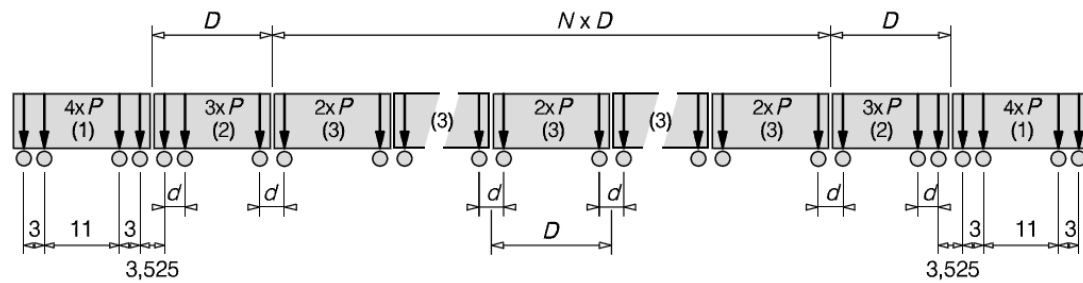 D N x D D
4x P 3x P 2x P 2x P 2x P 3x P 4x P
(1) (2) (3) (3) (3) (3) (3) (2) (1)
d d d d d d
3 11 3 D 3 11 3
3,525 3,525